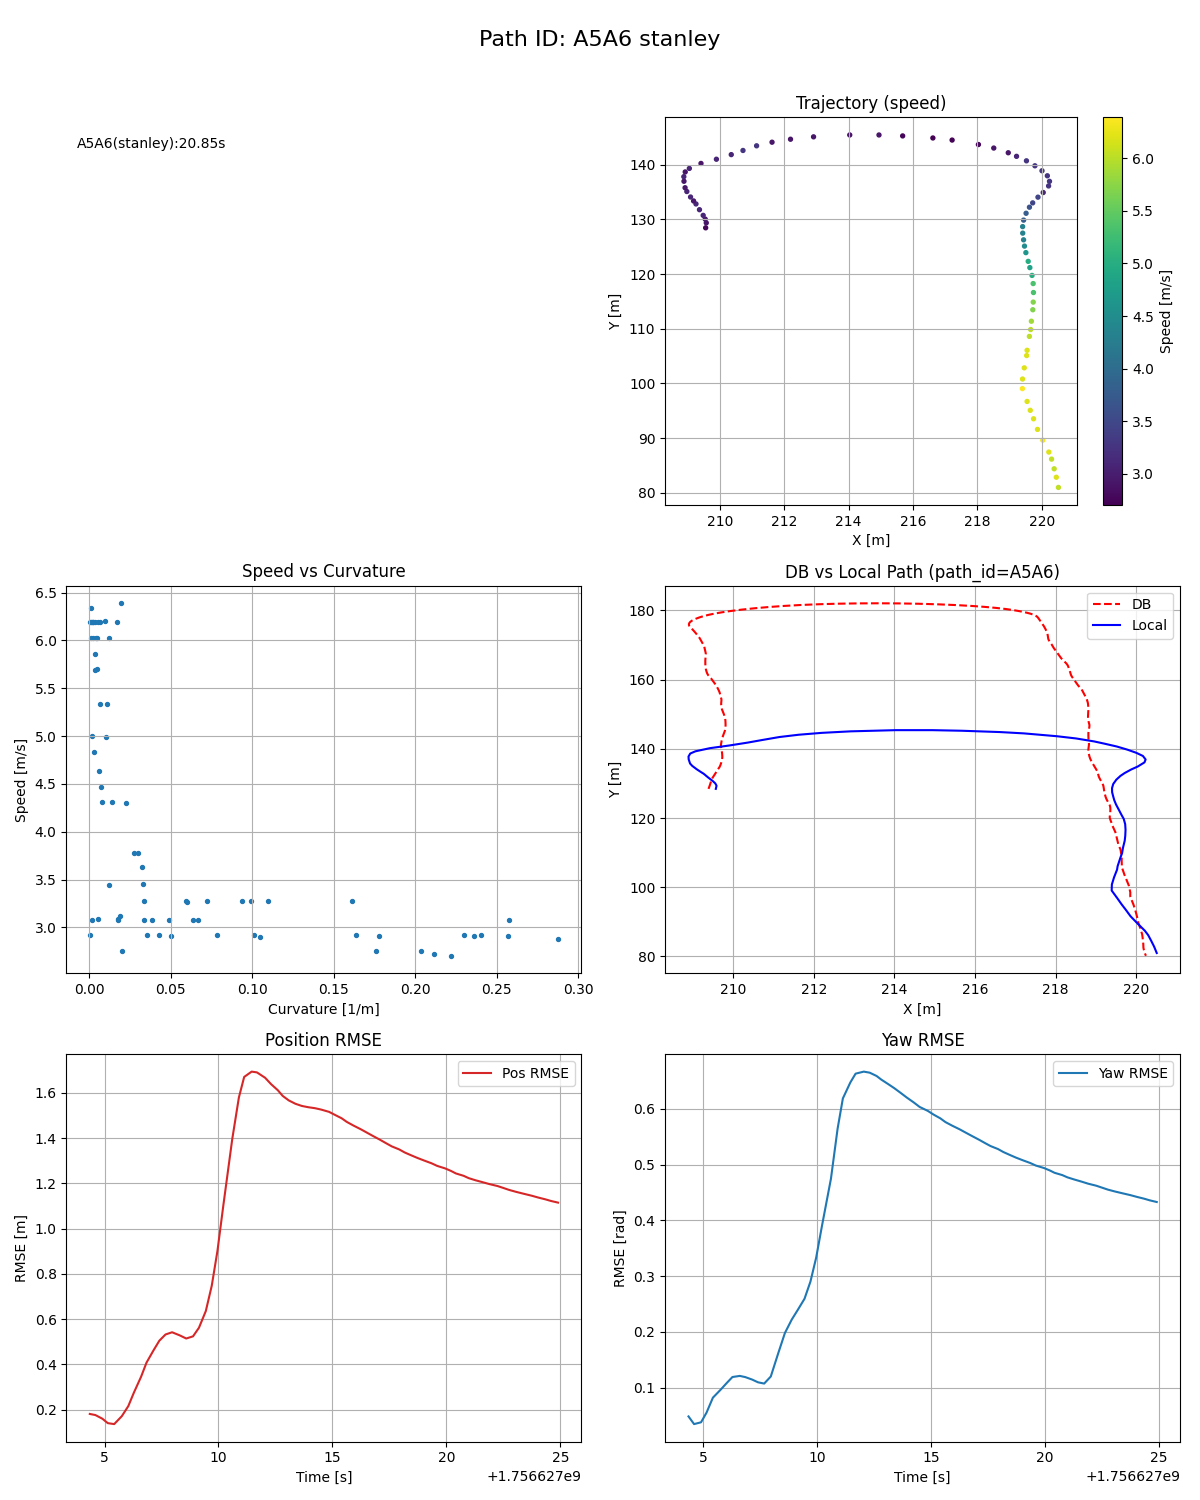 Path ID: A5A6 stanley
A5A6(stanley):20.85s
Trajectory (speed)
140
130
120
110
100
90
80
Y [m]
210 212 214 216 218 220
X [m]
6.0
5.5
5.0
4.5
4.0
3.5
3.0
Speed [m/s]
Speed vs Curvature
6.5
6.0
5.5
5.0
4.5
4.0
3.5
3.0
Speed [m/s]
0.00 0.05 0.10 0.15 0.20 0.25 0.30
Curvature [1/m]
DB vs Local Path (path_id=A5A6)
DB
Local
180
160
140
120
100
80
Y [m]
210 212 214 216 218 220
X [m]
Position RMSE
Pos RMSE
1.6
1.4
1.2
1.0
0.8
0.6
0.4
0.2
RMSE [m]
5 10 15 20 25
Time [s]
+1.756627e9
Yaw RMSE
Yaw RMSE
0.6
0.5
0.4
0.3
0.2
0.1
RMSE [rad]
5 10 15 20 25
Time [s]
+1.756627e9